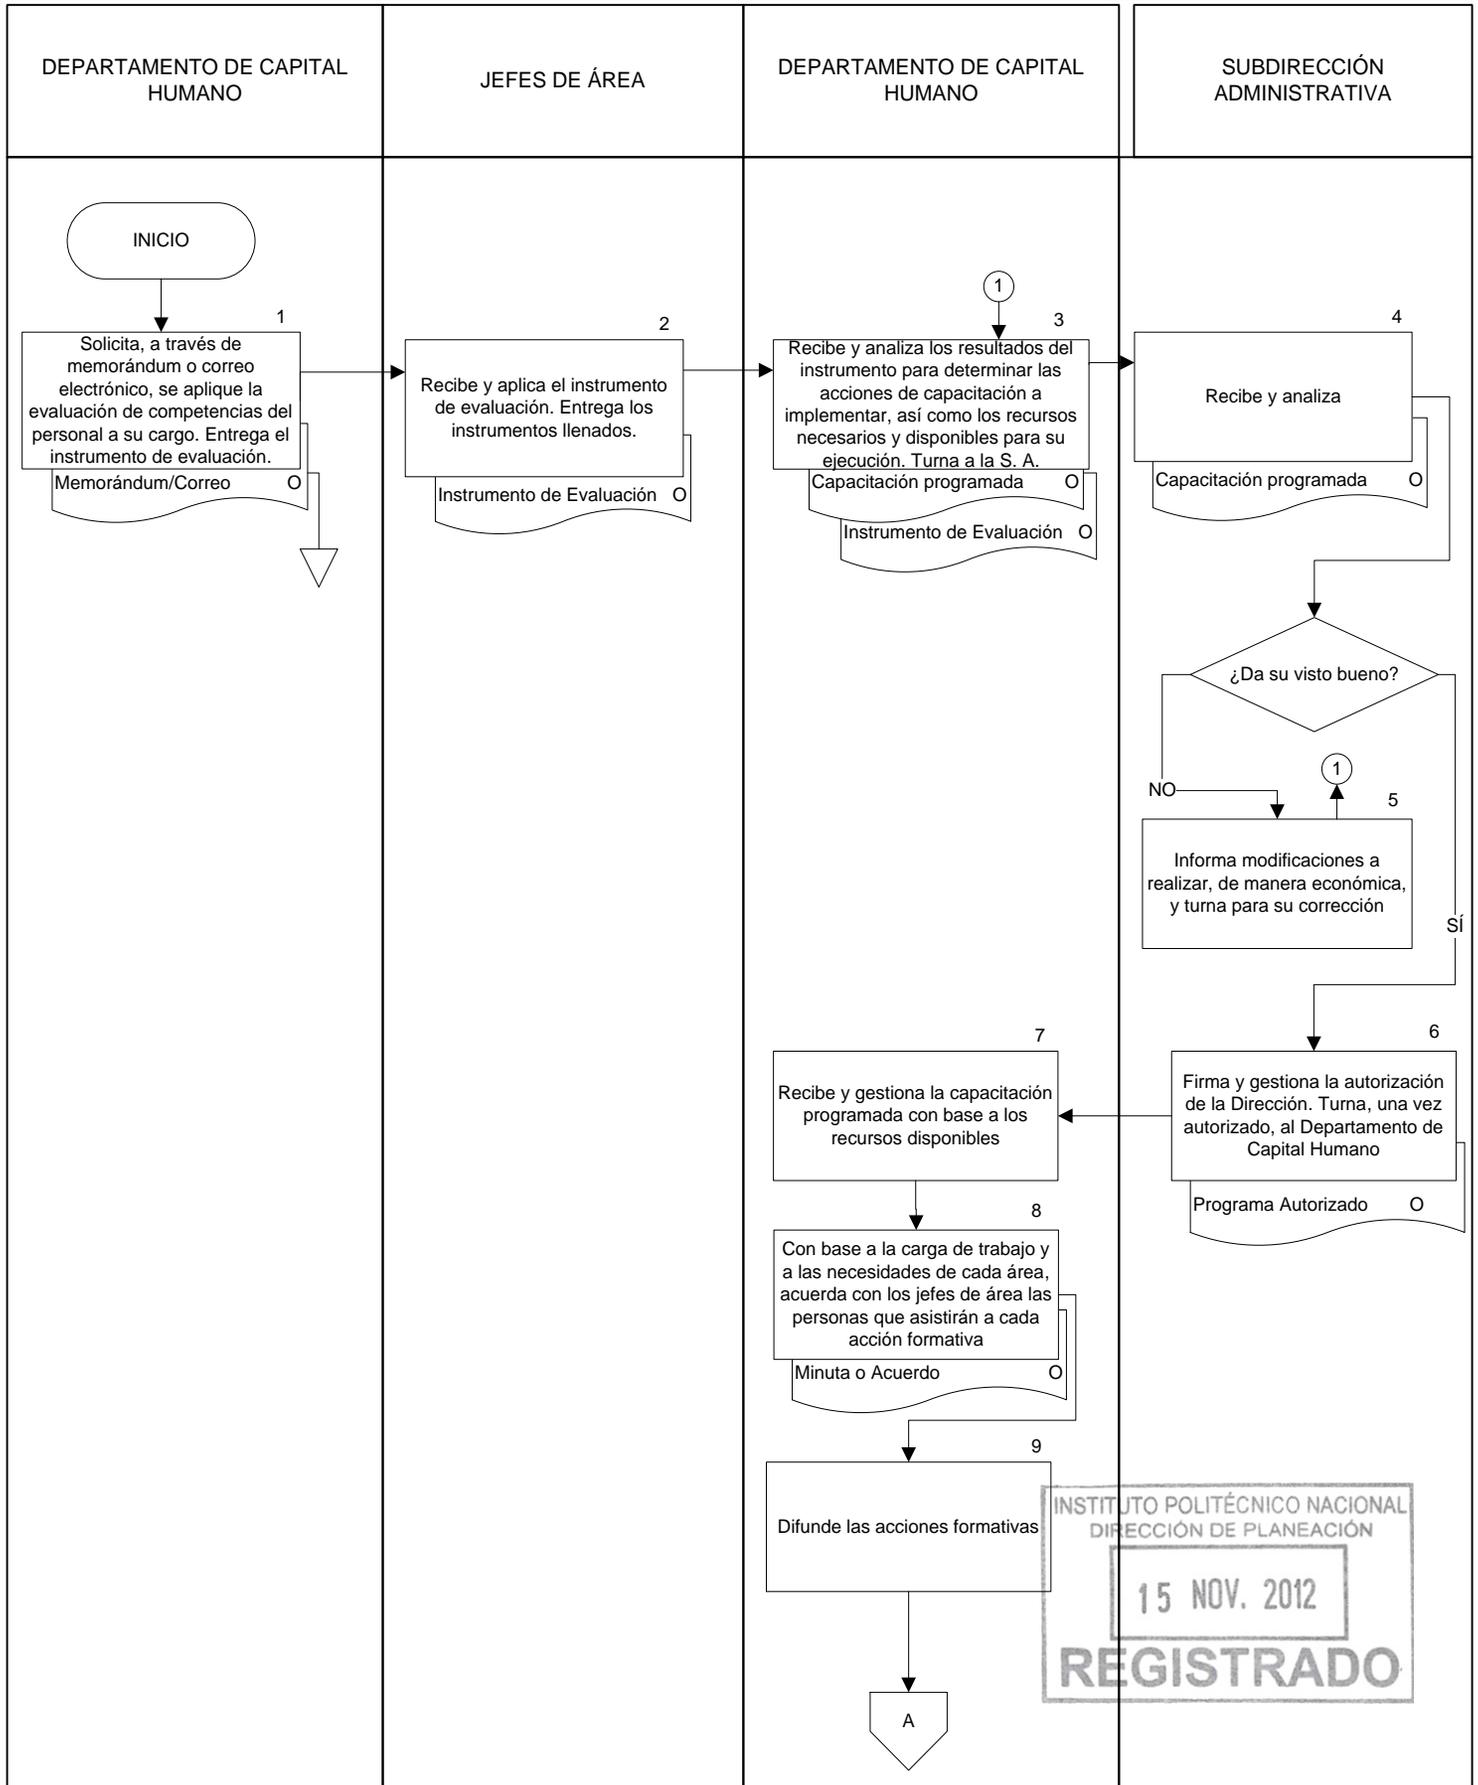 DEPARTAMENTO DE CAPITAL
HUMANO
JEFES DE ÁREA
DEPARTAMENTO DE CAPITAL
HUMANO
SUBDIRECCIÓN
ADMINISTRATIVA
INICIO
1
Solicita, a través de
memorándum o correo
electrónico, se aplique la
evaluación de competencias del
personal a su cargo. Entrega el
instrumento de evaluación.
Memorándum/Correo O
2
Recibe y aplica el instrumento
de evaluación. Entrega los
instrumentos llenados.
Instrumento de Evaluación O
1
3
Recibe y analiza los resultados del
instrumento para determinar las
acciones de capacitación a
implementar, así como los recursos
necesarios y disponibles para su
ejecución. Turna a la S. A.
Capacitación programada O
Instrumento de Evaluación O
4
Recibe y analiza
Capacitación programada O
¿Da su visto bueno?
NO
1
5
Informa modificaciones a
realizar, de manera económica,
y turna para su corrección
SÍ
6
Firma y gestiona la autorización
de la Dirección. Turna, una vez
autorizado, al Departamento de
Capital Humano
Programa Autorizado O
7
Recibe y gestiona la capacitación
programada con base a los
recursos disponibles
8
Con base a la carga de trabajo y
a las necesidades de cada área,
acuerda con los jefes de área las
personas que asistirán a cada
acción formativa
Minuta o Acuerdo O
9
Difunde las acciones formativas
A
INSTITUTO POLITÉCNICO NACIONAL
DIRECCIÓN DE PLANEACIÓN
15 NOV. 2012
REGISTRADO